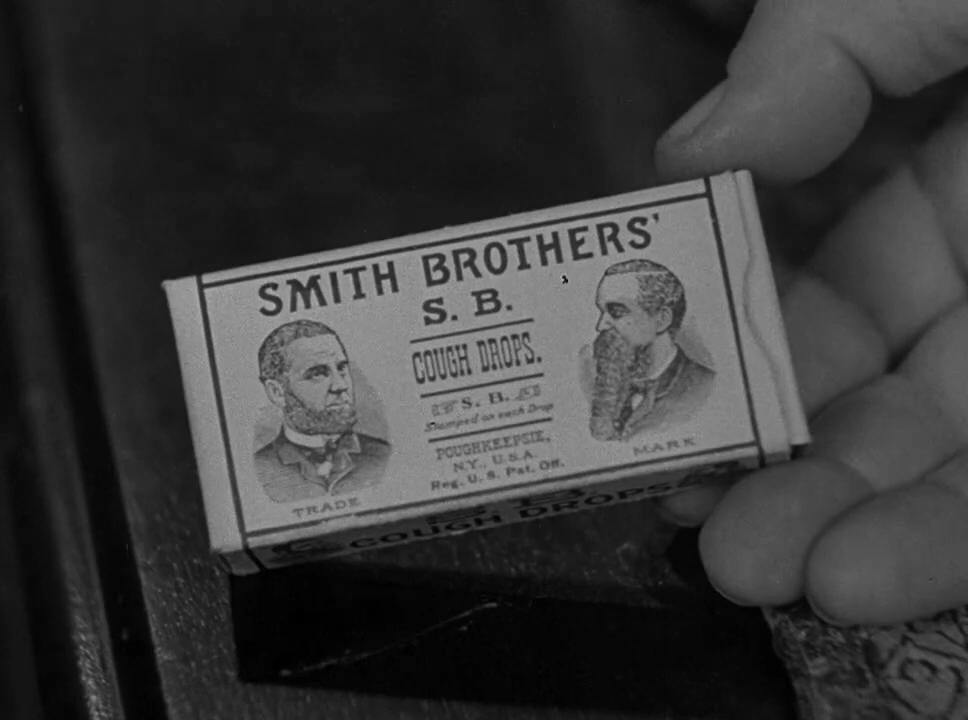 SMITH BROTHERS'
S. B.
COUGH DROPS.
S. B.
Stamped on each Drop
POUGHKEEPSIE,
N.Y., U.S.A.
Reg. U. S. Pat. Off.
TRADE
MARK
COUGH DROPS